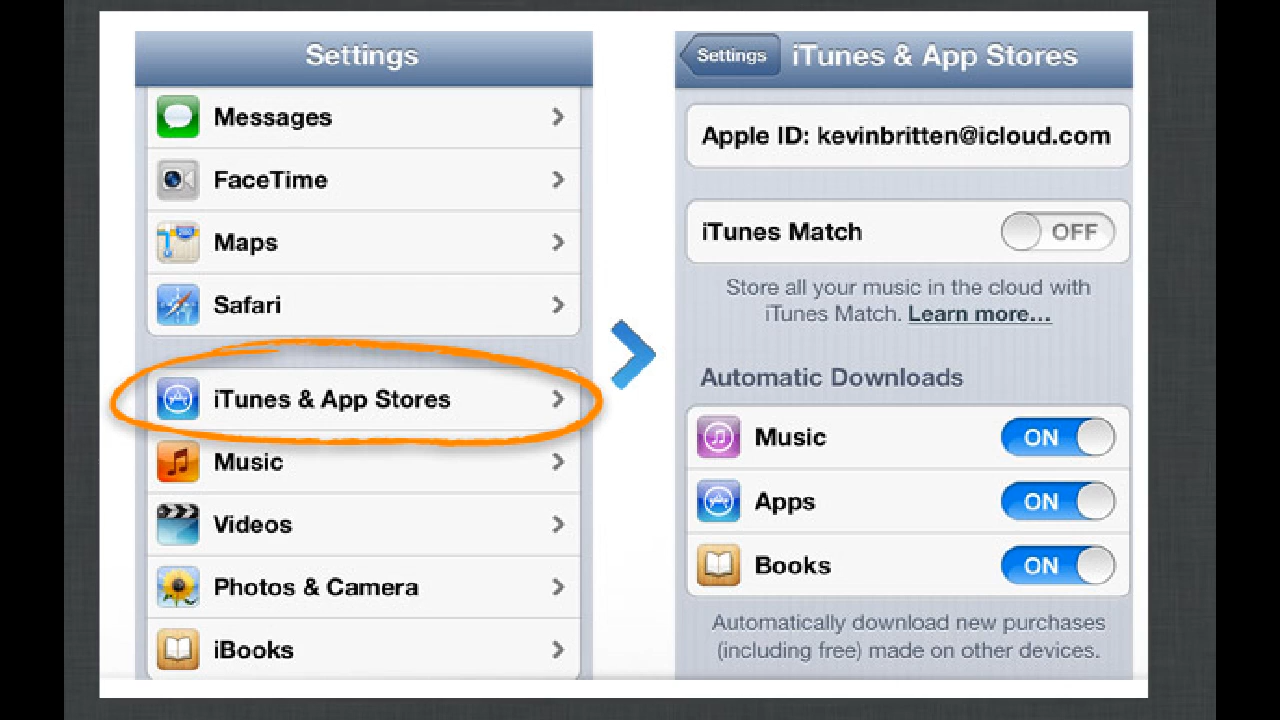 Settings
Messages
FaceTime
Maps
Safari
iTunes & App Stores
Music
Videos
Photos & Camera
iBooks
Settings
iTunes & App Stores
Apple ID: kevinbritten@icloud.com
iTunes Match
OFF
Store all your music in the cloud with
iTunes Match. Learn more...
Automatic Downloads
Music
ON
Apps
ON
Books
ON
Automatically download new purchases
(including free) made on other devices.